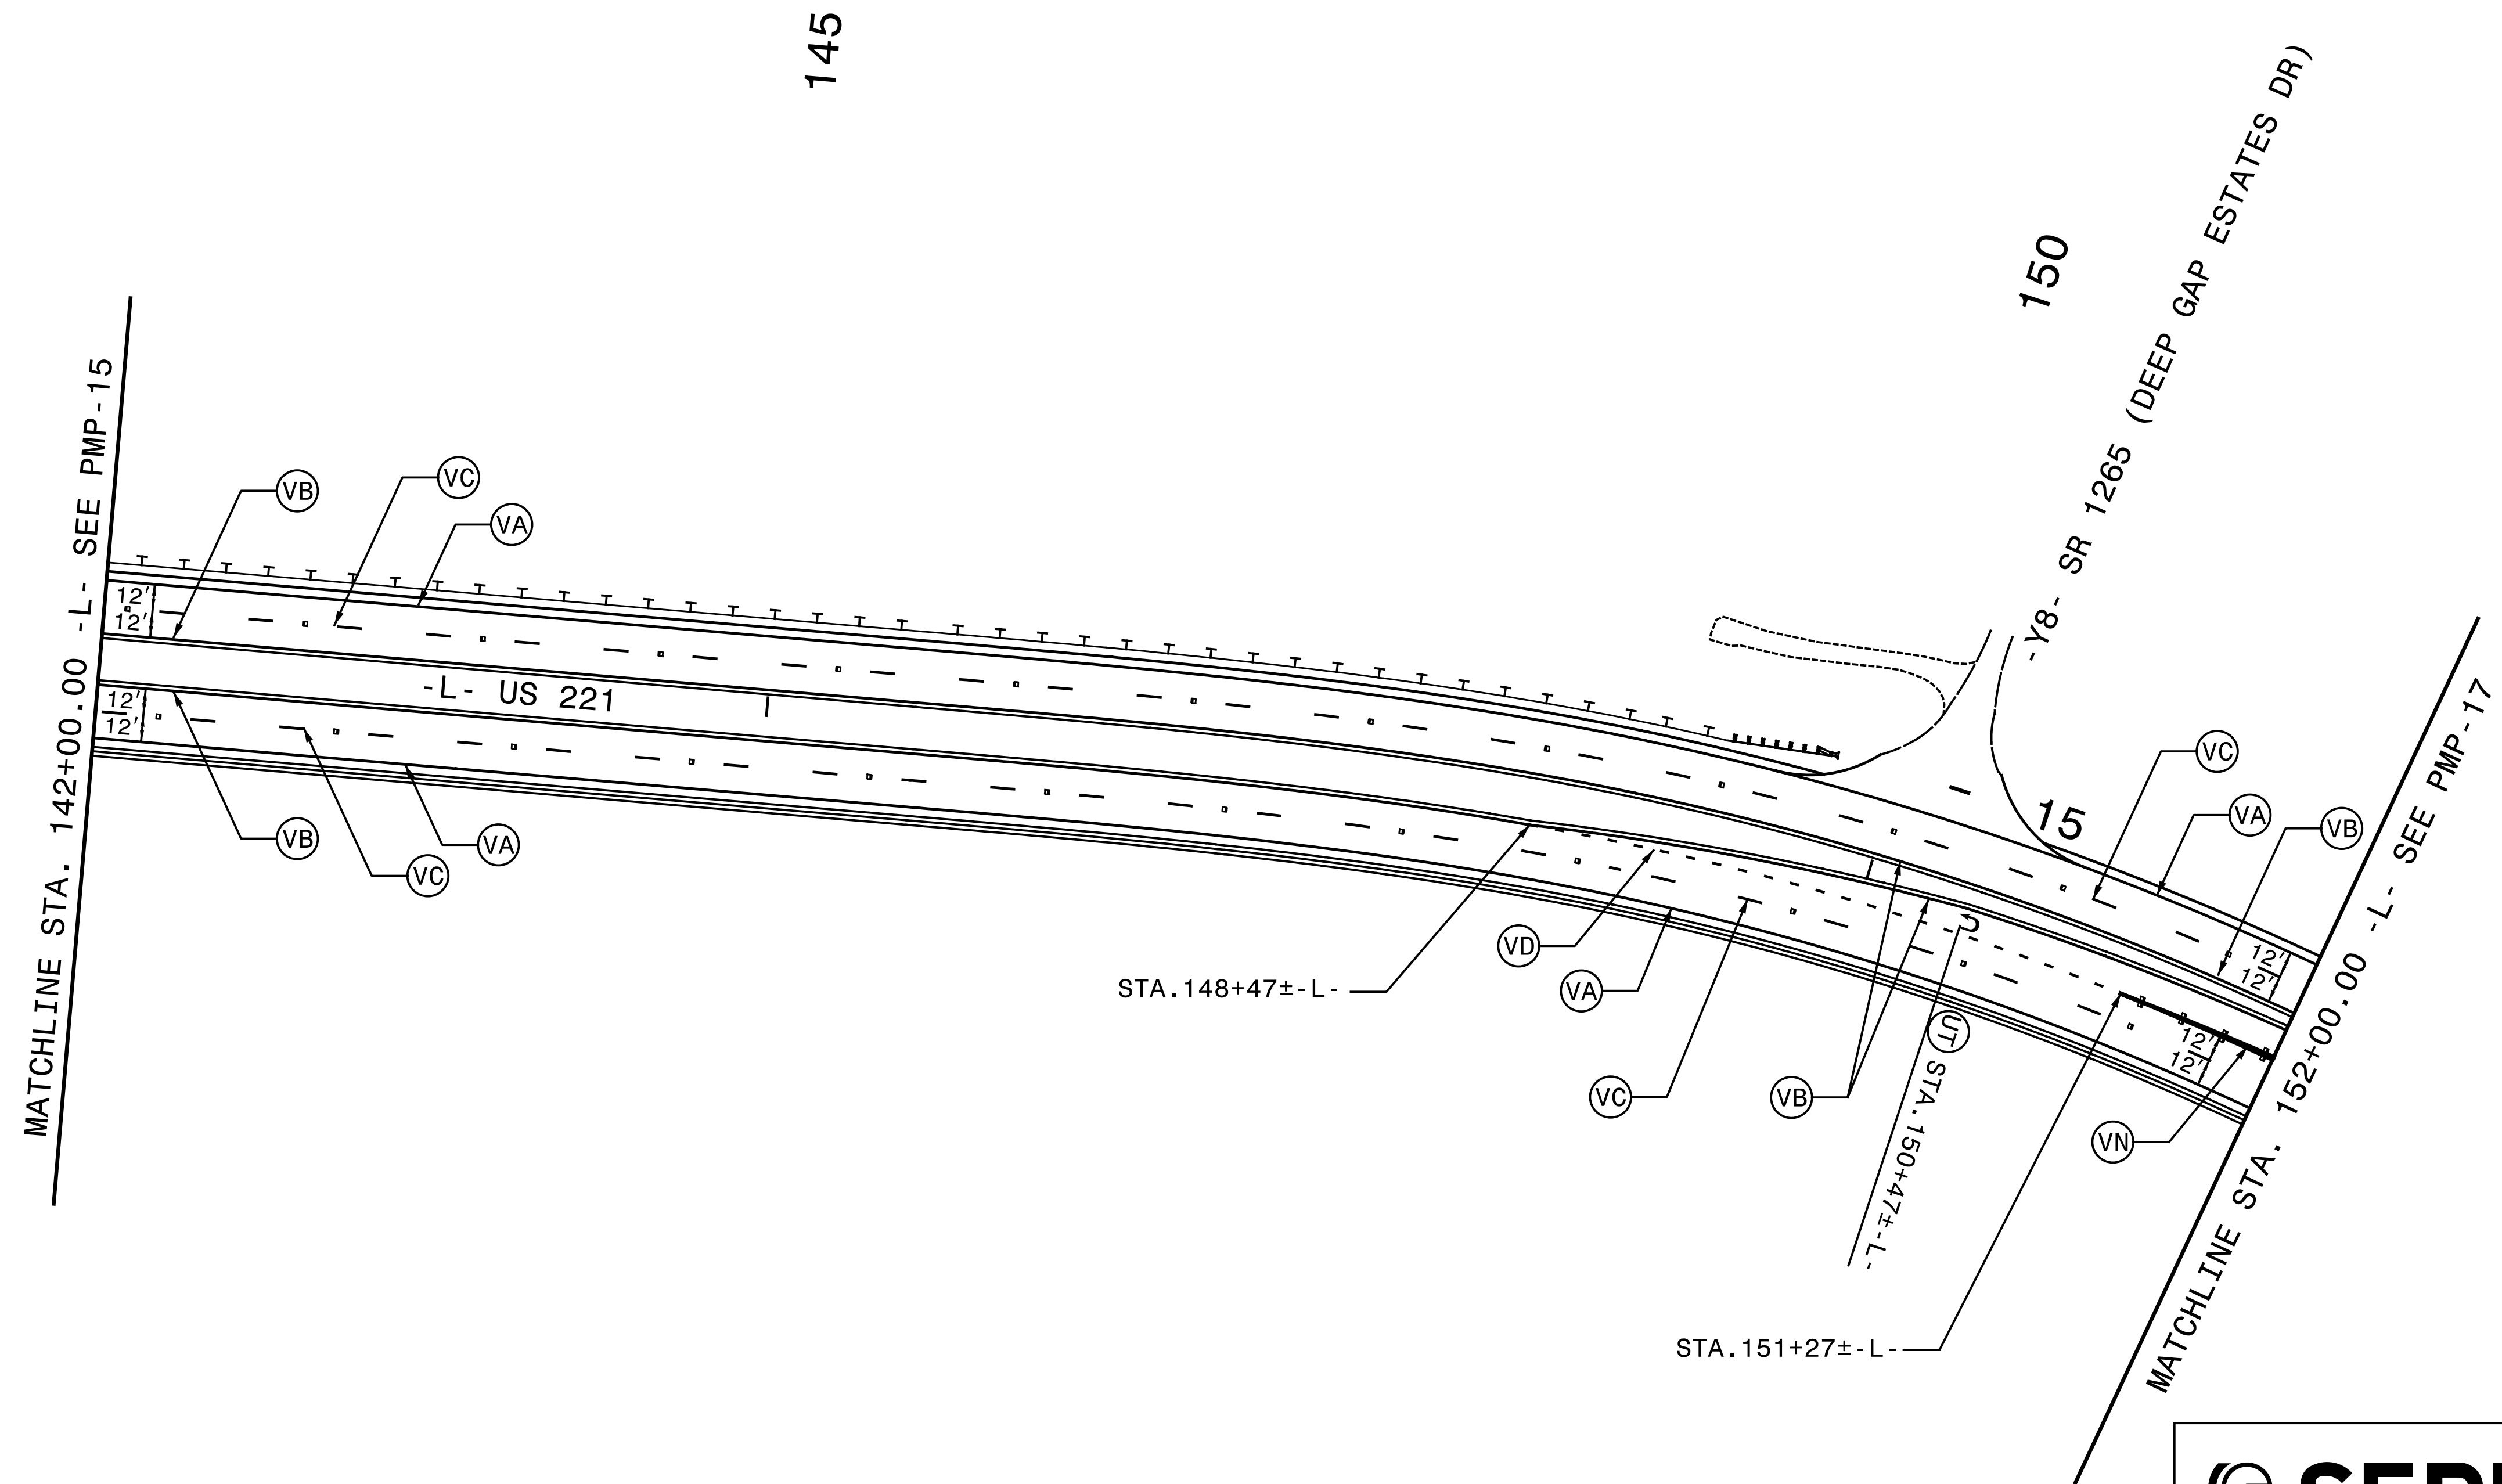 145
150
-Y8- SR 1265 (DEEP GAP ESTATES DR)
MATCHLINE STA. 142+00.00 -L- SEE PMP-15
VB
VC
VA
12'
12'
-L- US 221
12'
12'
VB
VC
VA
15
VC
VA
VB
12'
12'
STA.148+47±-L-
VD
VA
VC
VB
UT
STA.150+47±-L-
12'
12'
VN
STA.151+27±-L-
MATCHLINE STA. 152+00.00 -L- SEE PMP-17